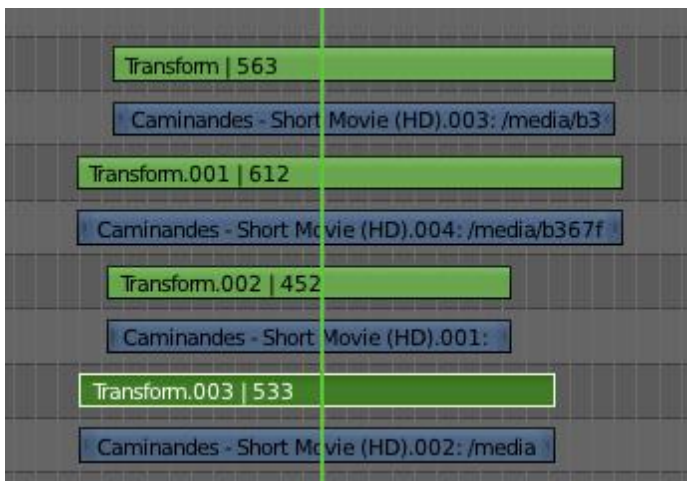 Transform | 563
Caminandes - Short Movie (HD).003: /media/b3
Transform.001 | 612
Caminandes - Short Movie (HD).004: /media/b367f
Transform.002 | 452
Caminandes - Short Movie (HD).001:
Transform.003 | 533
Caminandes - Short Movie (HD).002: /media